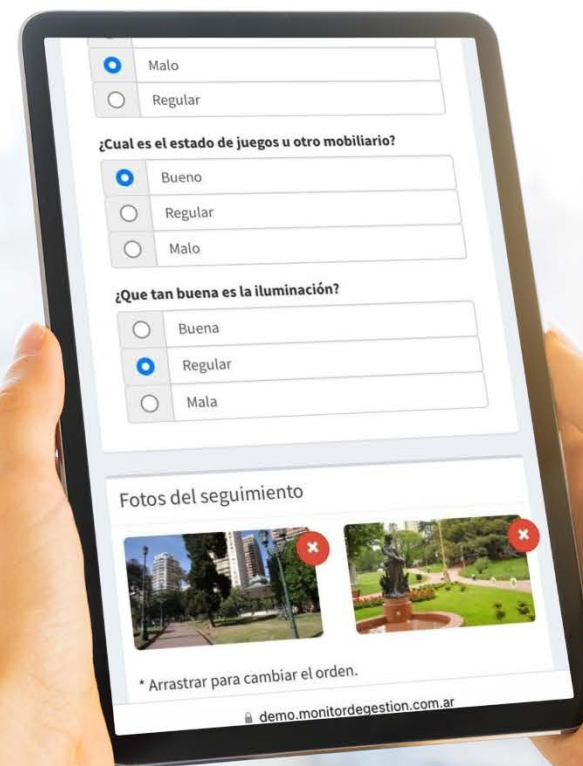 Malo
Regular
¿Cual es el estado de juegos u otro mobiliario?
Bueno
Regular
Malo
¿Que tan buena es la iluminación?
Buena
Regular
Mala
Fotos del seguimiento
* Arrastrar para cambiar el orden.
demo.monitordegestion.com.ar